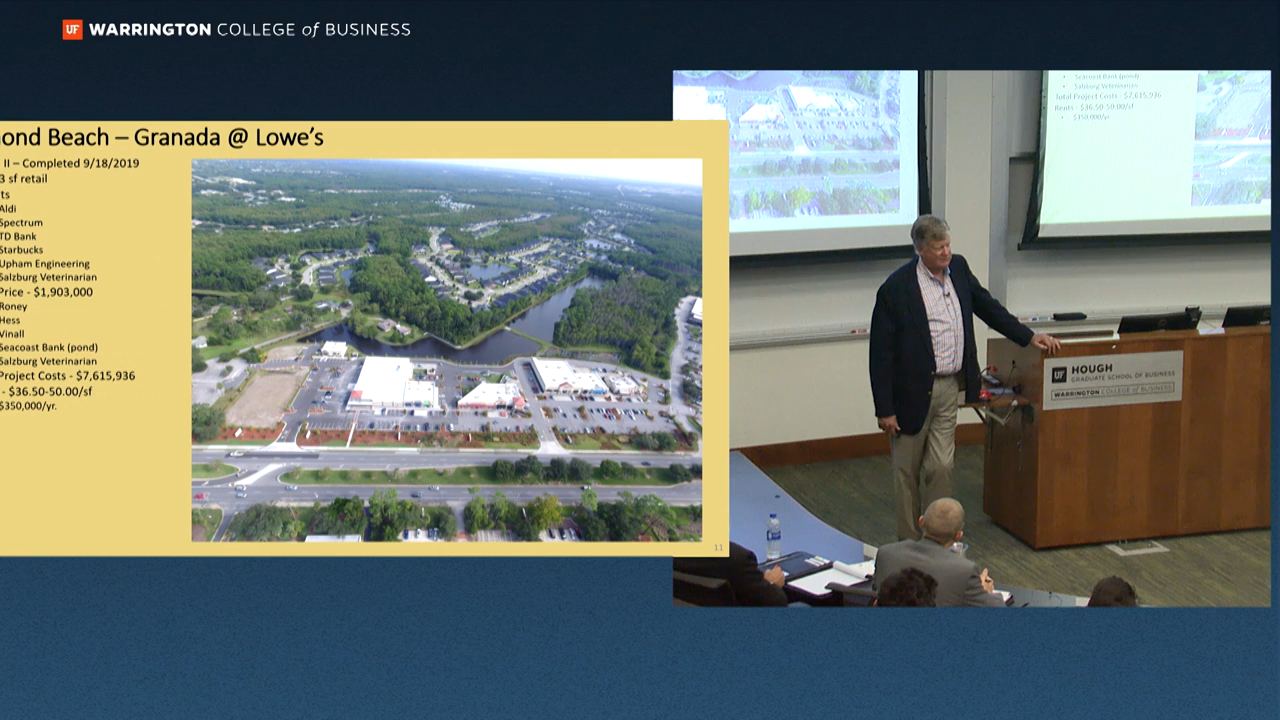 UF WARRINGTON COLLEGE of BUSINESS
ond Beach – Granada @ Lowe's
II – Completed 9/18/2019
3 sf retail
ts
Aldi
Spectrum
TD Bank
Starbucks
Upham Engineering
Salzburg Veterinarian
Price - $1,903,000
Roney
Hess
Vinall
Seacoast Bank (pond)
Salzburg Veterinarian
Project Costs - $7,615,936
- $36.50-50.00/sf
$350,000/yr.
11
Seacoast Bank (pond)
Salzburg Veterinarian
Total Project Costs - $7,615,936
Rents - $36.50-50.00/sf
$350,000/yr.
UF HOUGH
GRADUATE SCHOOL OF BUSINESS
WARRINGTON COLLEGE of BUSINESS